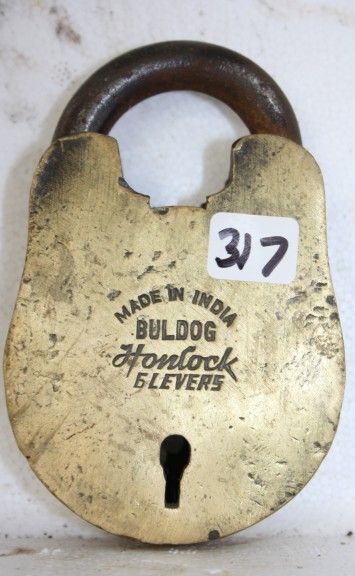 317
MADE IN INDIA
BULDOG
Honlock
6 LEVERS